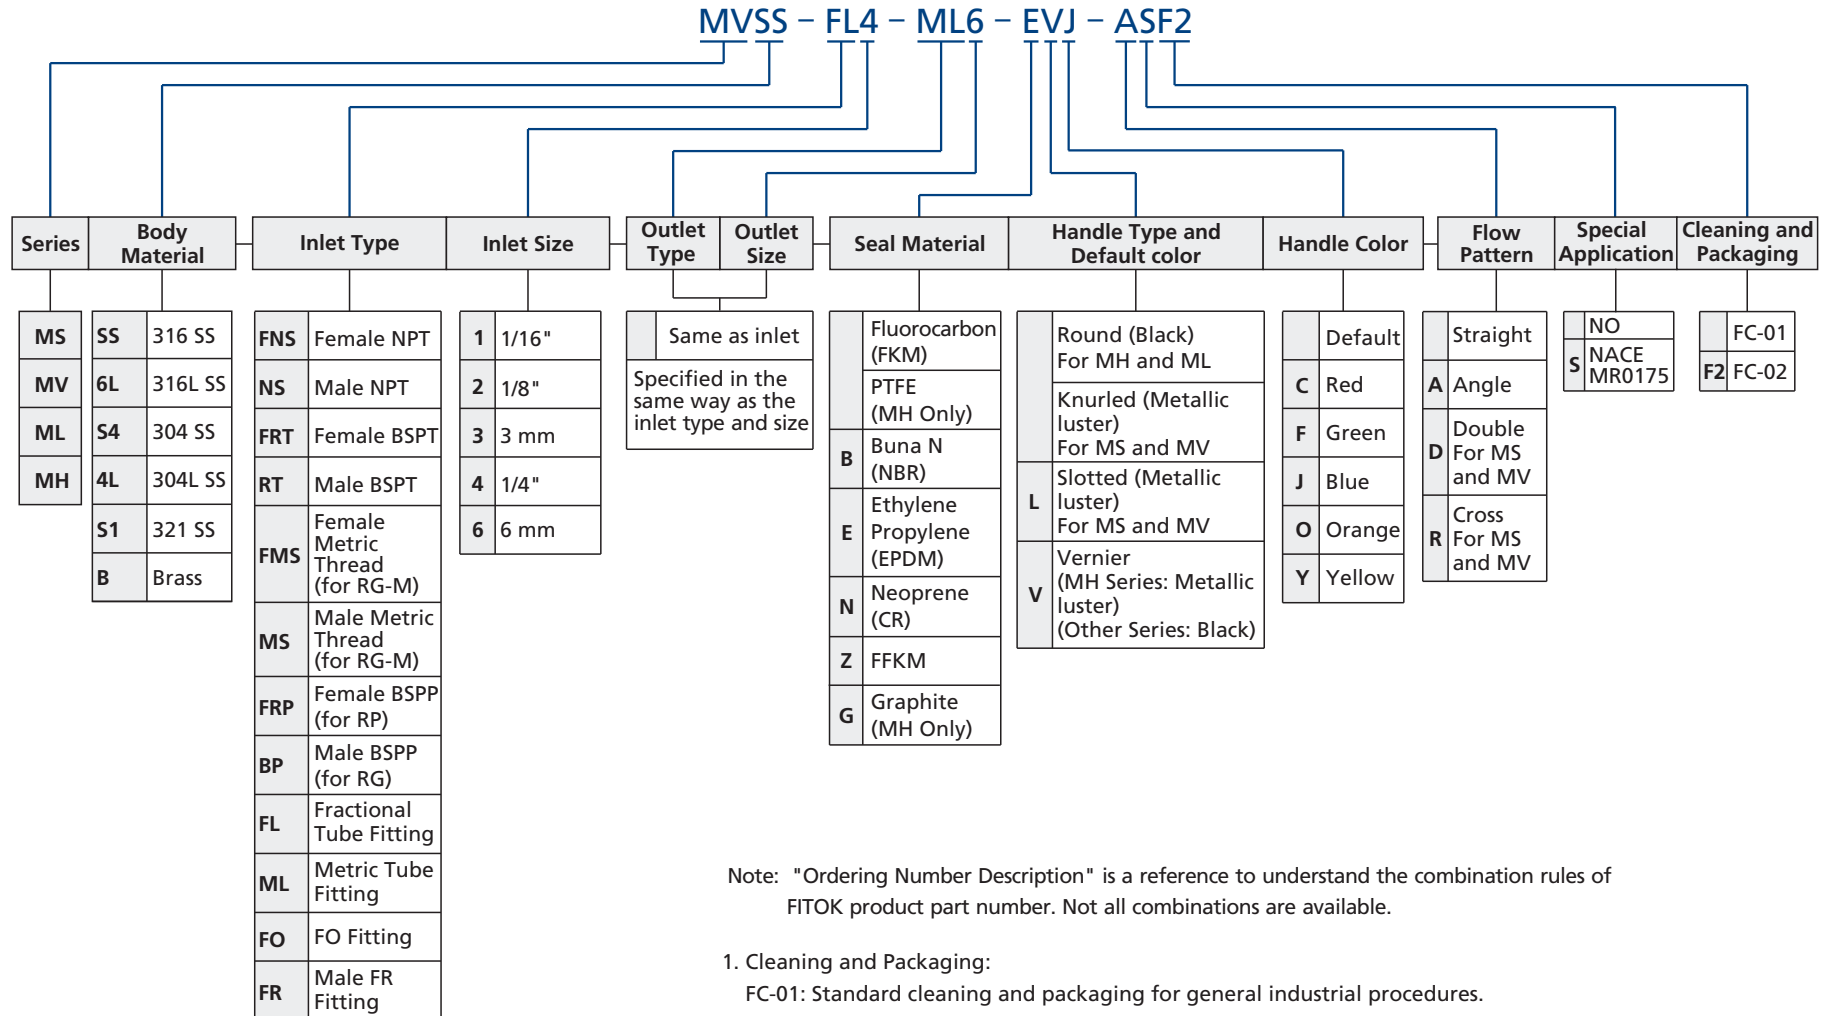 MVSS – FL4 – ML6 – EVJ – ASF2
Series
Body
Material
Inlet Type
Inlet Size
Outlet
Type
Outlet
Size
Seal Material
Handle Type and
Default color
Handle Color
Flow
Pattern
Special
Application
Cleaning and
Packaging
MS
MV
ML
MH
SS 316 SS
6L 316L SS
S4 304 SS
4L 304L SS
S1 321 SS
B Brass
FNS Female NPT
NS Male NPT
FRT Female BSPT
RT Male BSPT
FMS Female
Metric
Thread
(for RG-M)
MS Male Metric
Thread
(for RG-M)
FRP Female BSPP
(for RP)
BP Male BSPP
(for RG)
FL Fractional
Tube Fitting
ML Metric Tube
Fitting
FO FO Fitting
FR Male FR
Fitting
1 1/16"
2 1/8"
3 3 mm
4 1/4"
6 6 mm
Same as inlet
Specified in the
same way as the
inlet type and size
Fluorocarbon
(FKM)
PTFE
(MH Only)
B Buna N
(NBR)
E Ethylene
Propylene
(EPDM)
N Neoprene
(CR)
Z FFKM
G Graphite
(MH Only)
Round (Black)
For MH and ML
Knurled (Metallic
luster)
For MS and MV
L Slotted (Metallic
luster)
For MS and MV
V Vernier
(MH Series: Metallic
luster)
(Other Series: Black)
Default
C Red
F Green
J Blue
O Orange
Y Yellow
Straight
A Angle
D Double
For MS
and MV
R Cross
For MS
and MV
NO
S NACE
MR0175
FC-01
F2 FC-02
Note: "Ordering Number Description" is a reference to understand the combination rules of
FITOK product part number. Not all combinations are available.
1. Cleaning and Packaging:
FC-01: Standard cleaning and packaging for general industrial procedures.